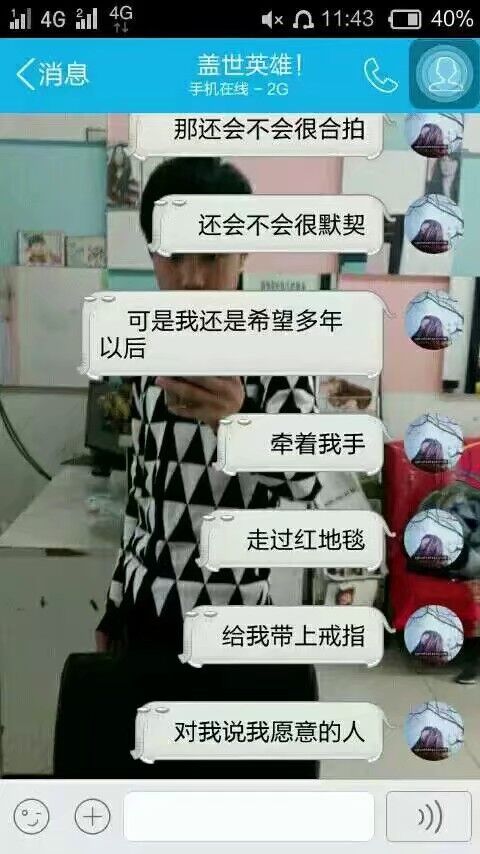 4G 4G 11:43 40%
消息
盖世英雄！
手机在线 – 2G
那还会不会很合拍
还会不会很默契
可是我还是希望多年
以后
牵着我手
走过红地毯
给我带上戒指
对我说我愿意的人